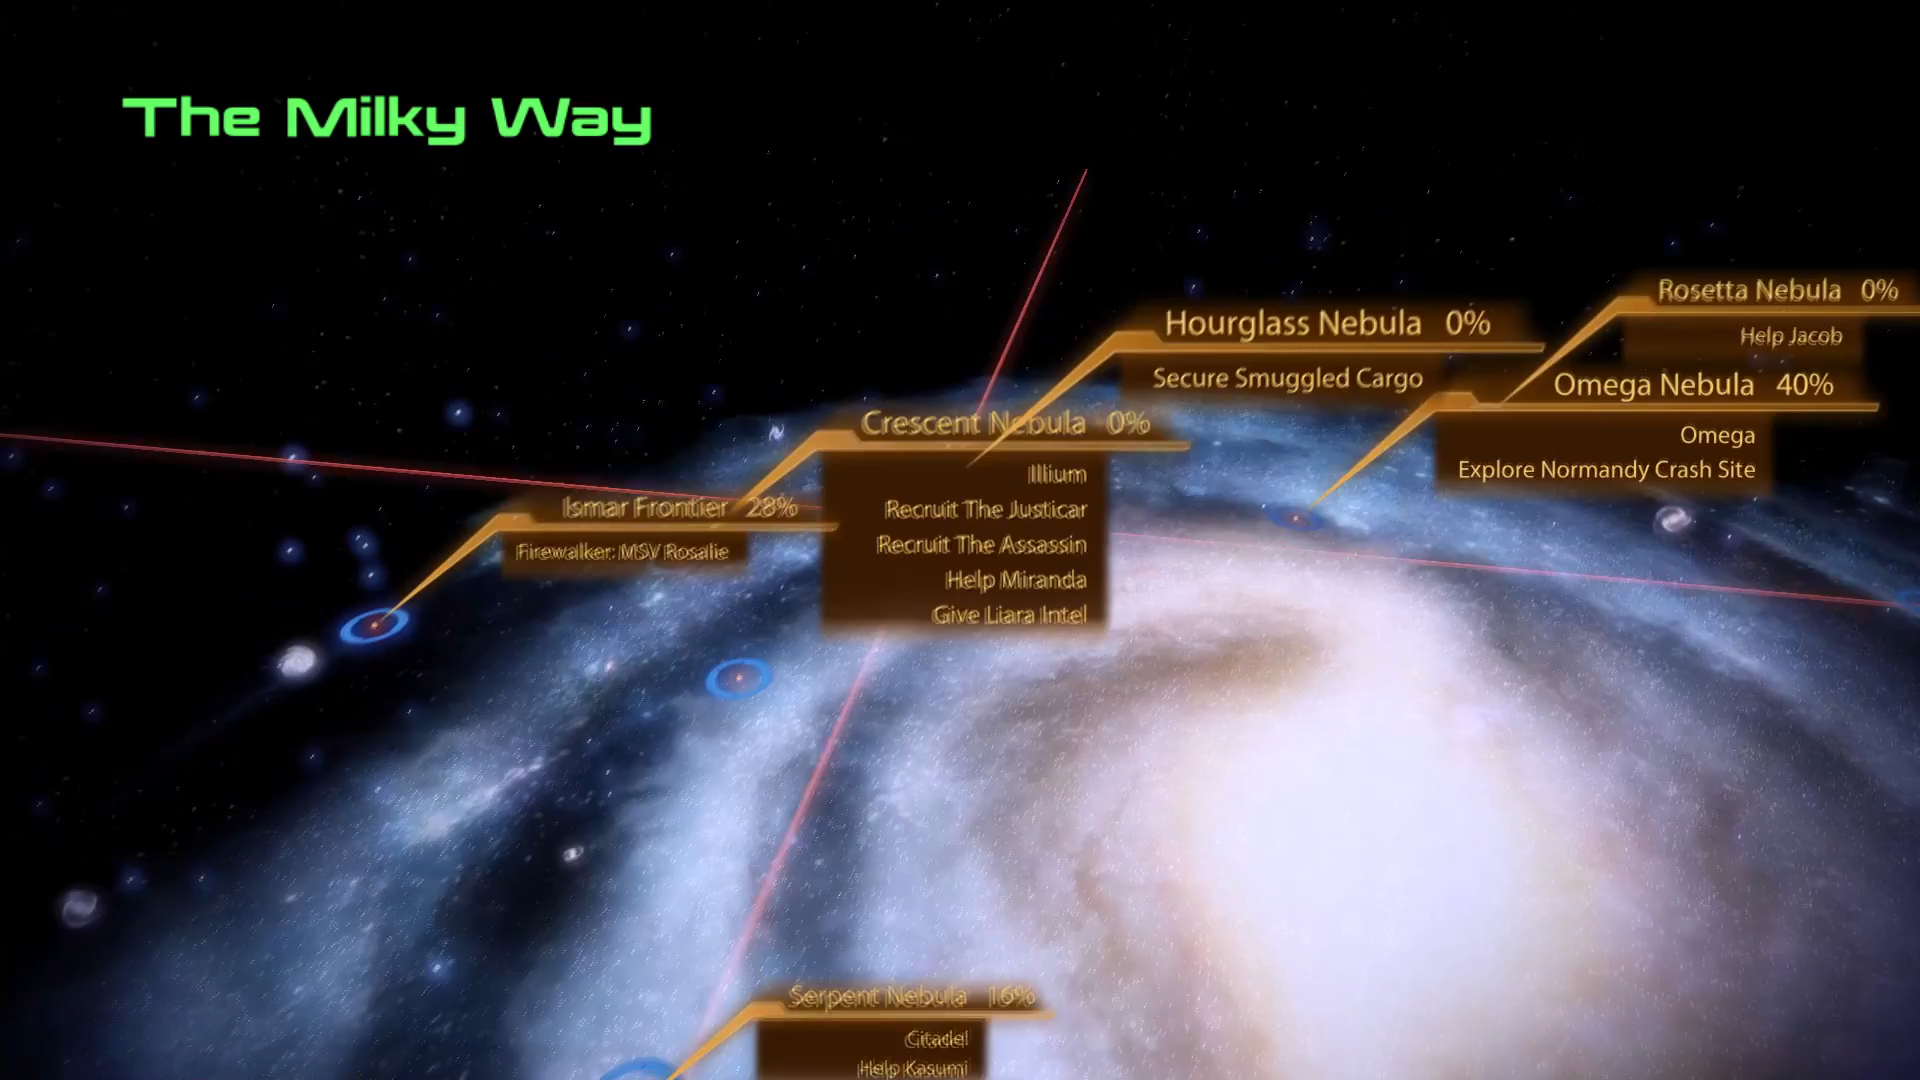 The Milky Way
Rosetta Nebula 0%
Help Jacob
Hourglass Nebula 0%
Secure Smuggled Cargo
Omega Nebula 40%
Omega
Explore Normandy Crash Site
Crescent Nebula 0%
Illium
Recruit The Justicar
Recruit The Assassin
Help Miranda
Give Liara Intel
Ismar Frontier 28%
Firewalker: MSV Rosalie
Serpent Nebula 16%
Citadel
Help Kasumi